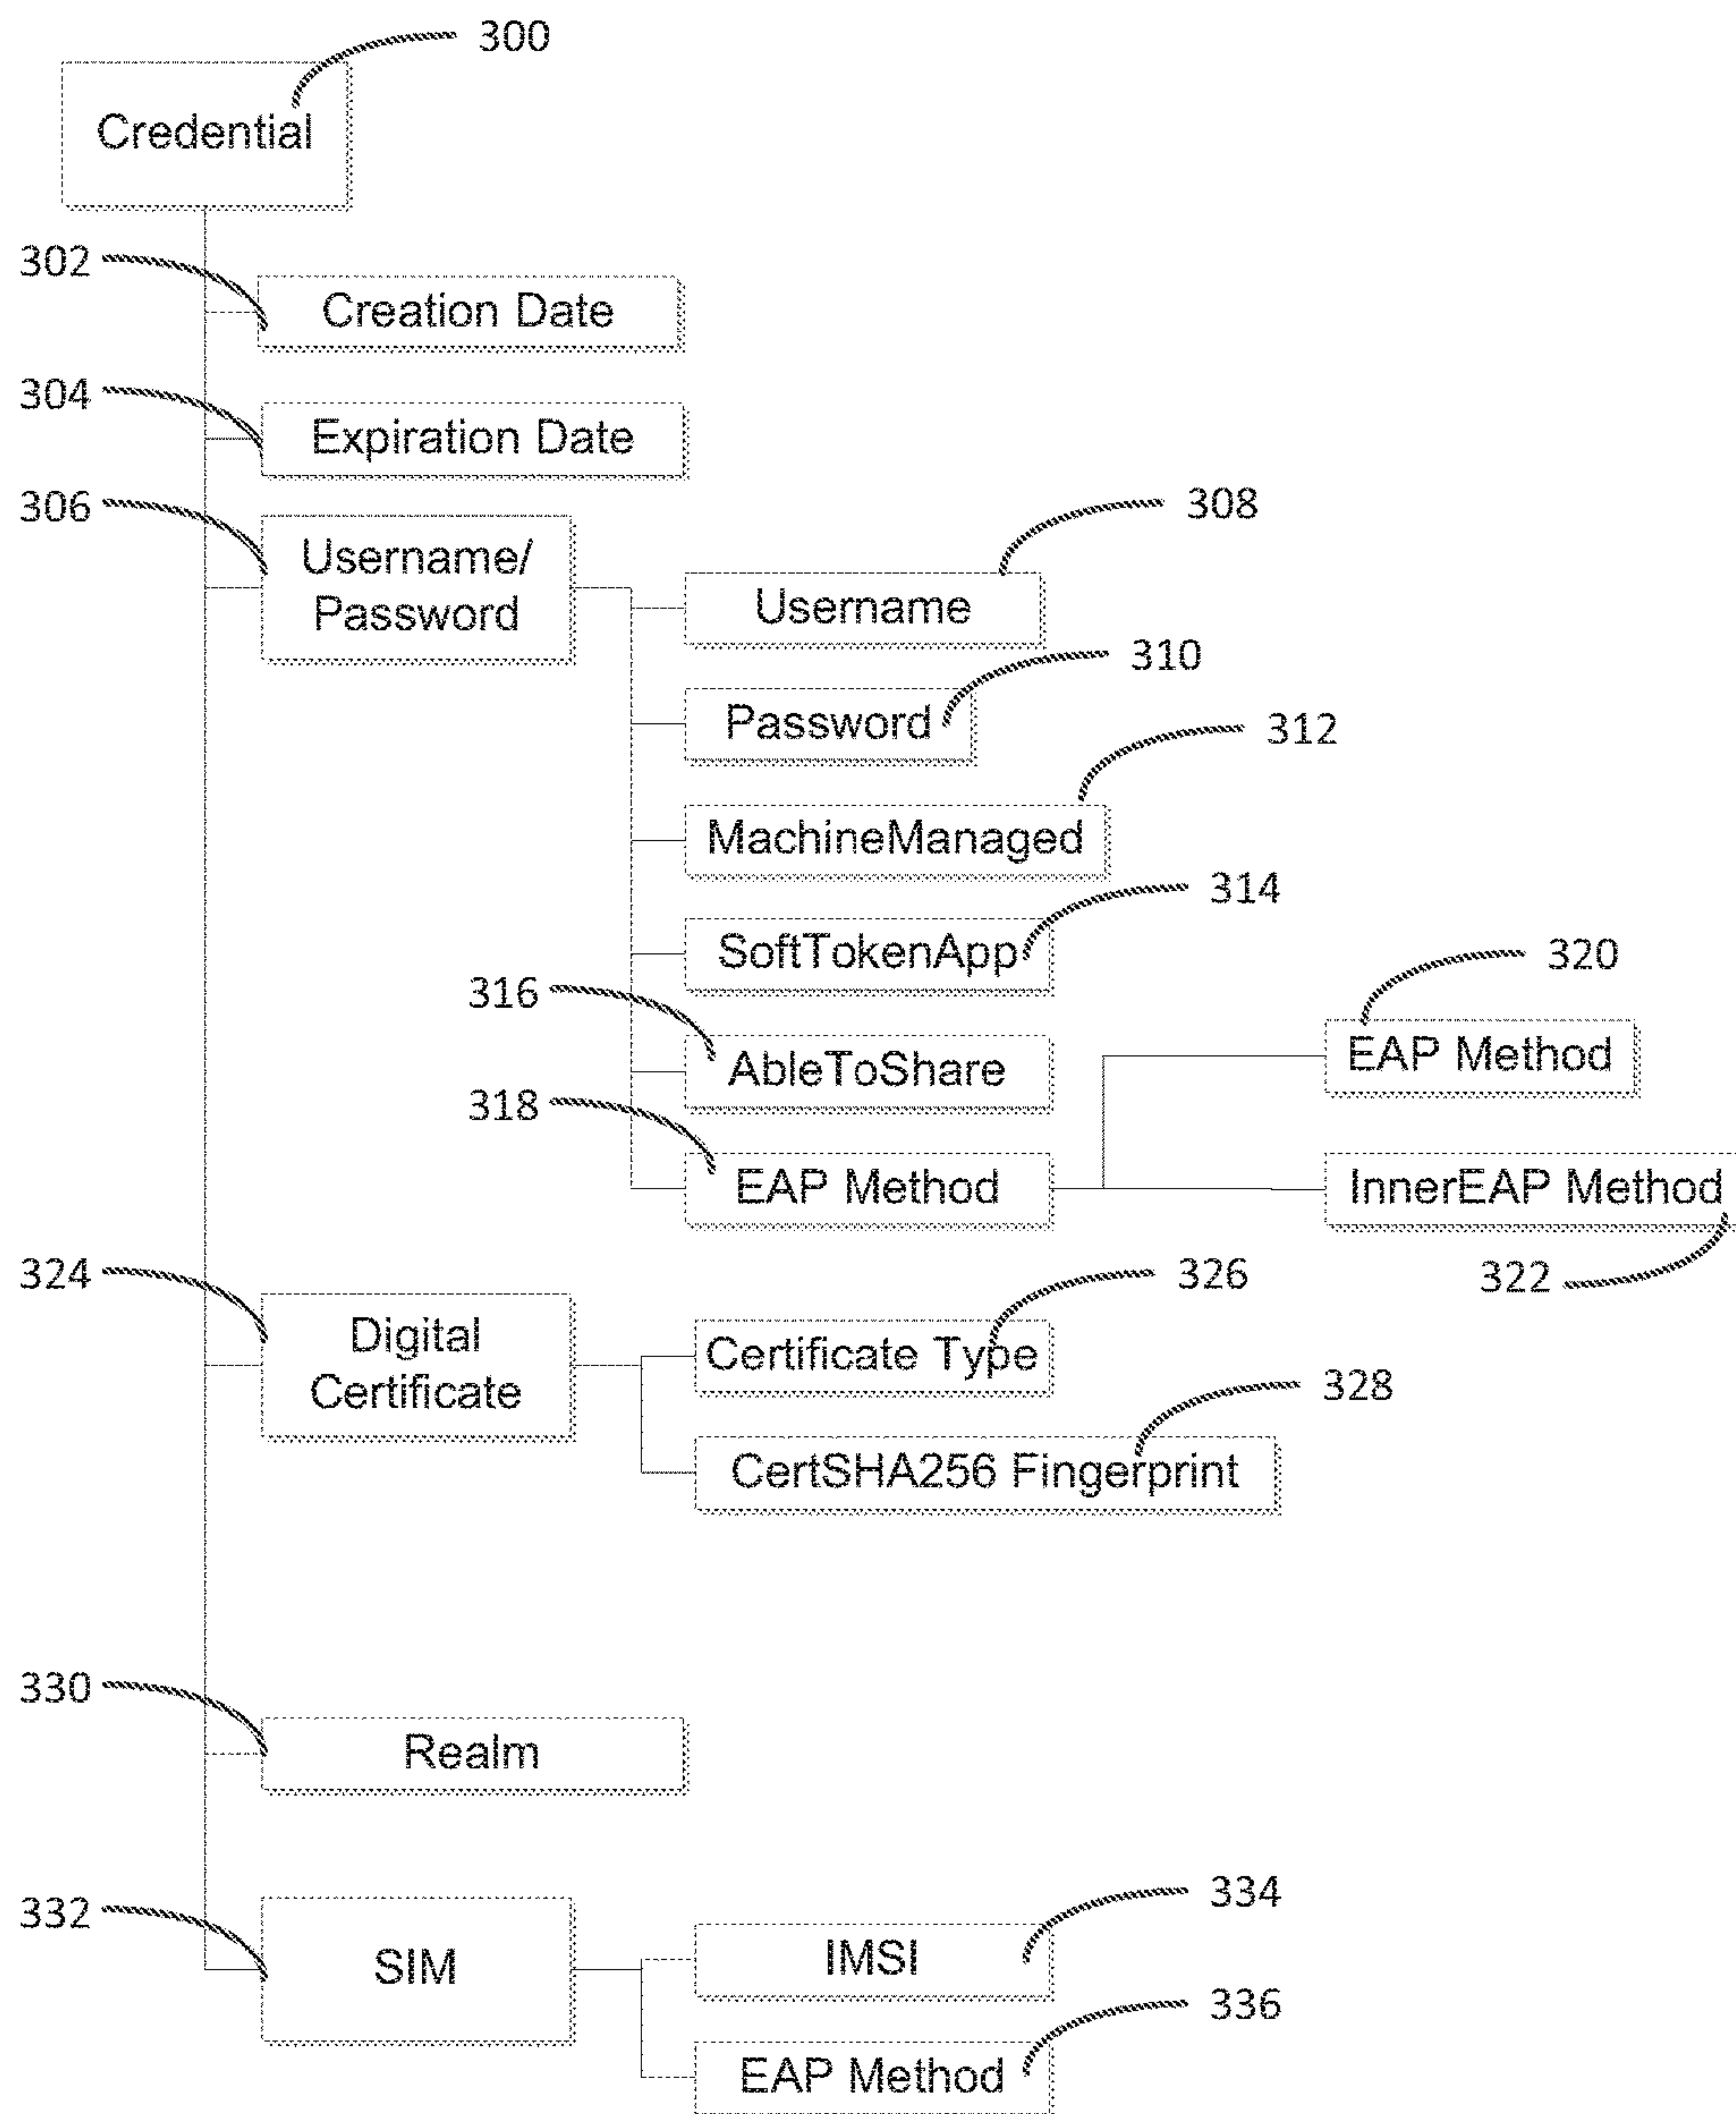 300
Credential
302
Creation Date
304
Expiration Date
306
Username/
Password
308
Username
310
Password
312
MachineManaged
314
SoftTokenApp
316
AbleToShare
318
EAP Method
320
EAP Method
InnerEAP Method
322
324
Digital
Certificate
326
Certificate Type
328
CertSHA256 Fingerprint
330
Realm
332
SIM
334
IMSI
336
EAP Method